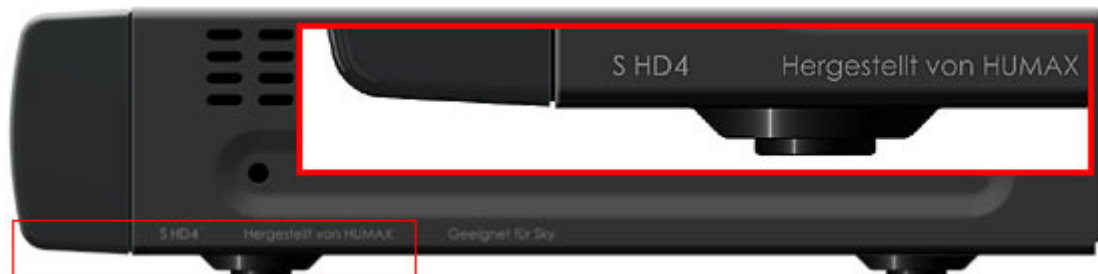 S HD4 Hergestellt von HUMAX
S HD4 Hergestellt von HUMAX Geeignet für Sky